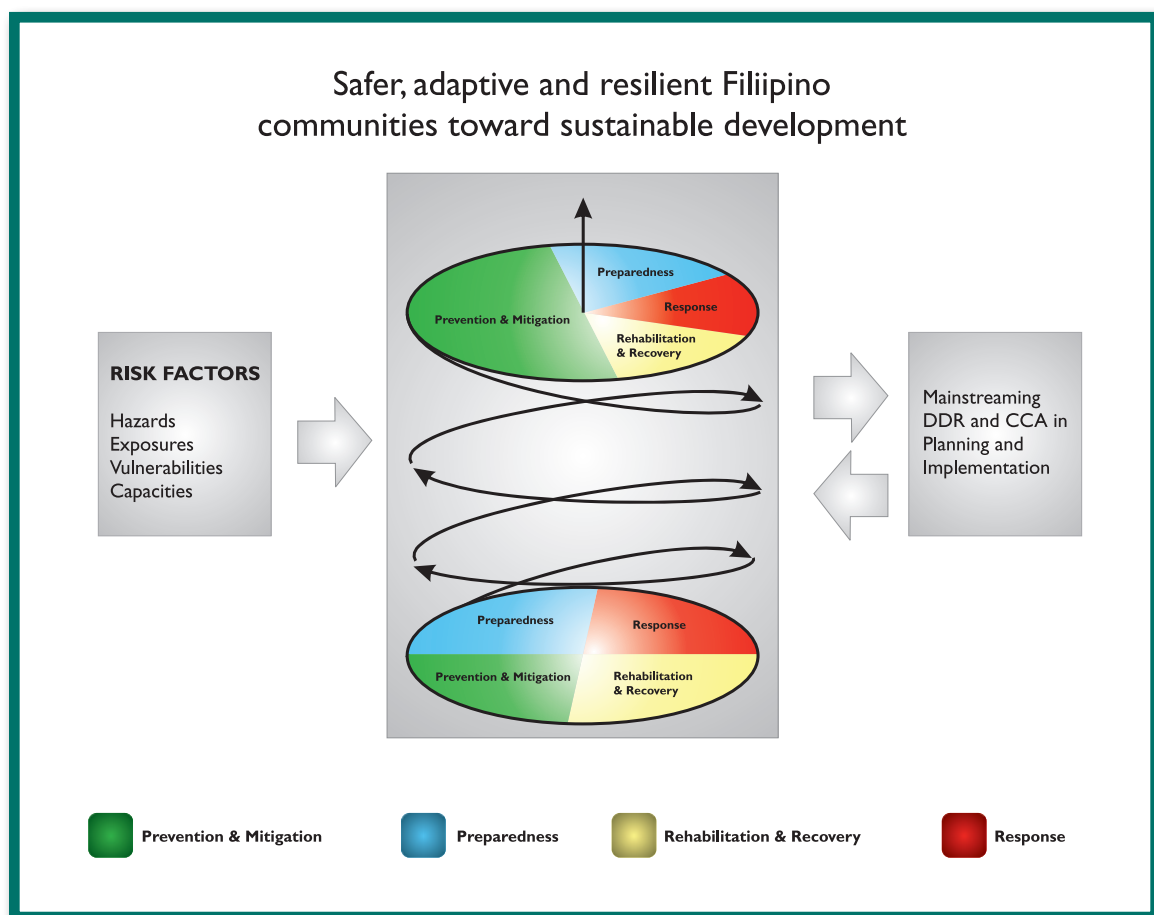 Safer, adaptive and resilient Filiipino
communities toward sustainable development
Preparedness
Response
Prevention & Mitigation
Rehabilitation
& Recovery
RISK FACTORS
Hazards
Exposures
Vulnerabilities
Capacities
Mainstreaming
DDR and CCA in
Planning and
Implementation
Preparedness
Response
Prevention & Mitigation
Rehabilitation
& Recovery
Prevention & Mitigation
Preparedness
Rehabilitation & Recovery
Response